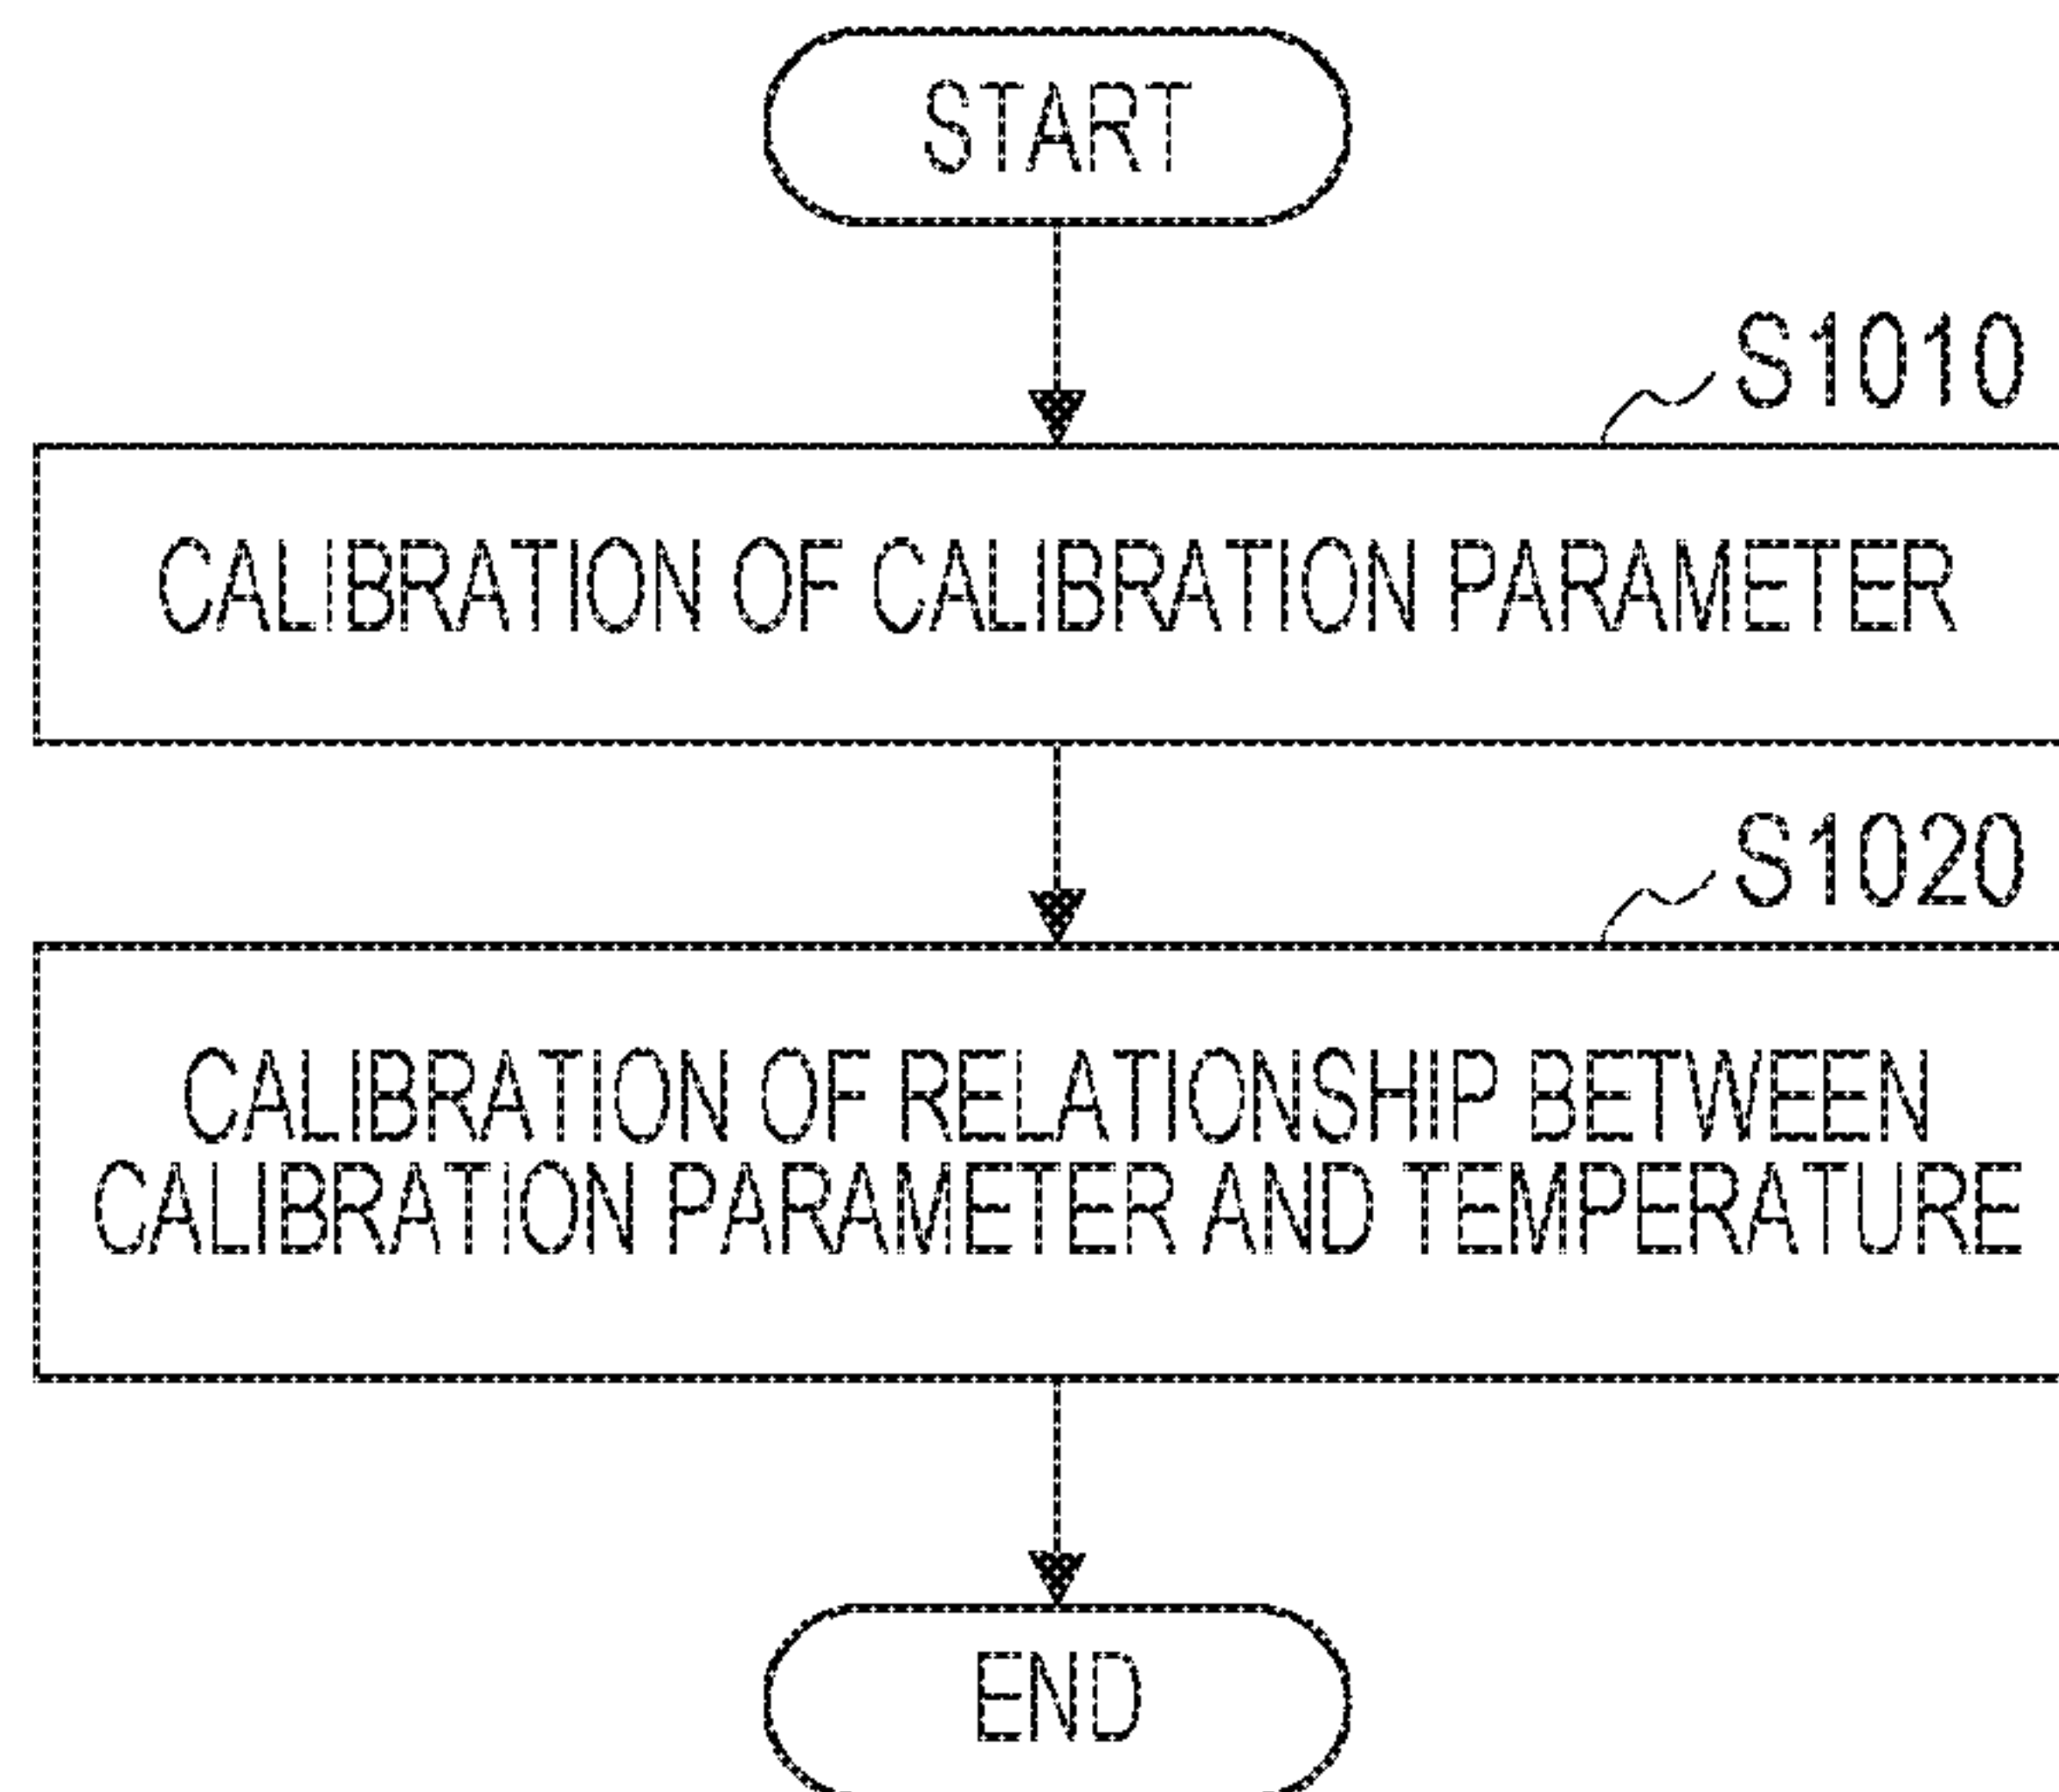 START
S1010
CALIBRATION OF CALIBRATION PARAMETER
S1020
CALIBRATION OF RELATIONSHIP BETWEEN
CALIBRATION PARAMETER AND TEMPERATURE
END